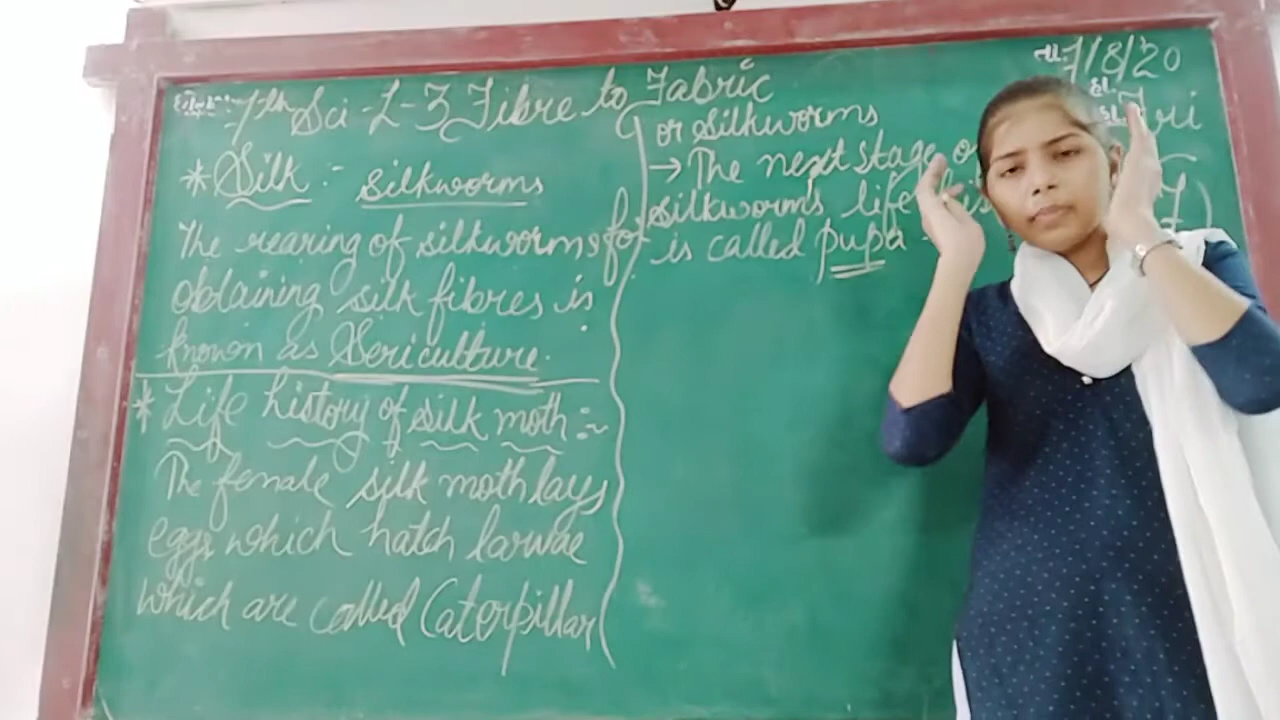 7th Sci-L-3 Fibre to Fabric
તા. 7/8/20
Fri
* Silk :- silkworms
The rearing of silkworms for
obtaining silk fibres is
known as Sericulture.
* Life history of silk moth :-
The female silk moth lays
eggs which hatch larvae
which are called Caterpillar
or silkworms
→ The next stage
silkworms life
is called pupa